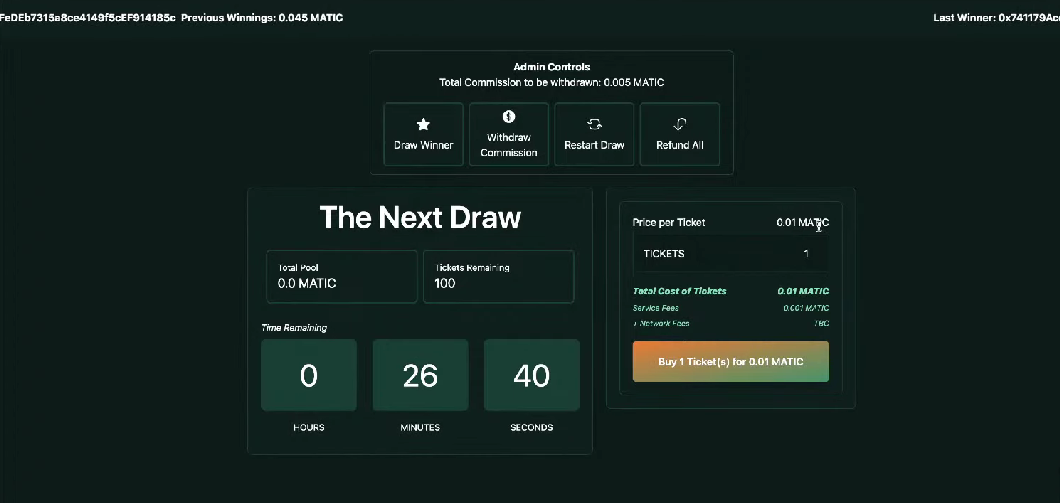 FeDEb7315a8ce4149f5cEF914185c Previous Winnings: 0.045 MATIC
Last Winner: 0x741179Acc
Admin Controls
Total Commission to be withdrawn: 0.005 MATIC
Draw Winner
Withdraw
Commission
Restart Draw
Refund All
The Next Draw
Total Pool
0.0 MATIC
Tickets Remaining
100
Time Remaining
0
26
40
HOURS
MINUTES
SECONDS
Price per Ticket 0.01 MATIC
TICKETS 1
Total Cost of Tickets 0.01 MATIC
Service Fees 0.001 MATIC
+ Network Fees TBC
Buy 1 Ticket(s) for 0.01 MATIC